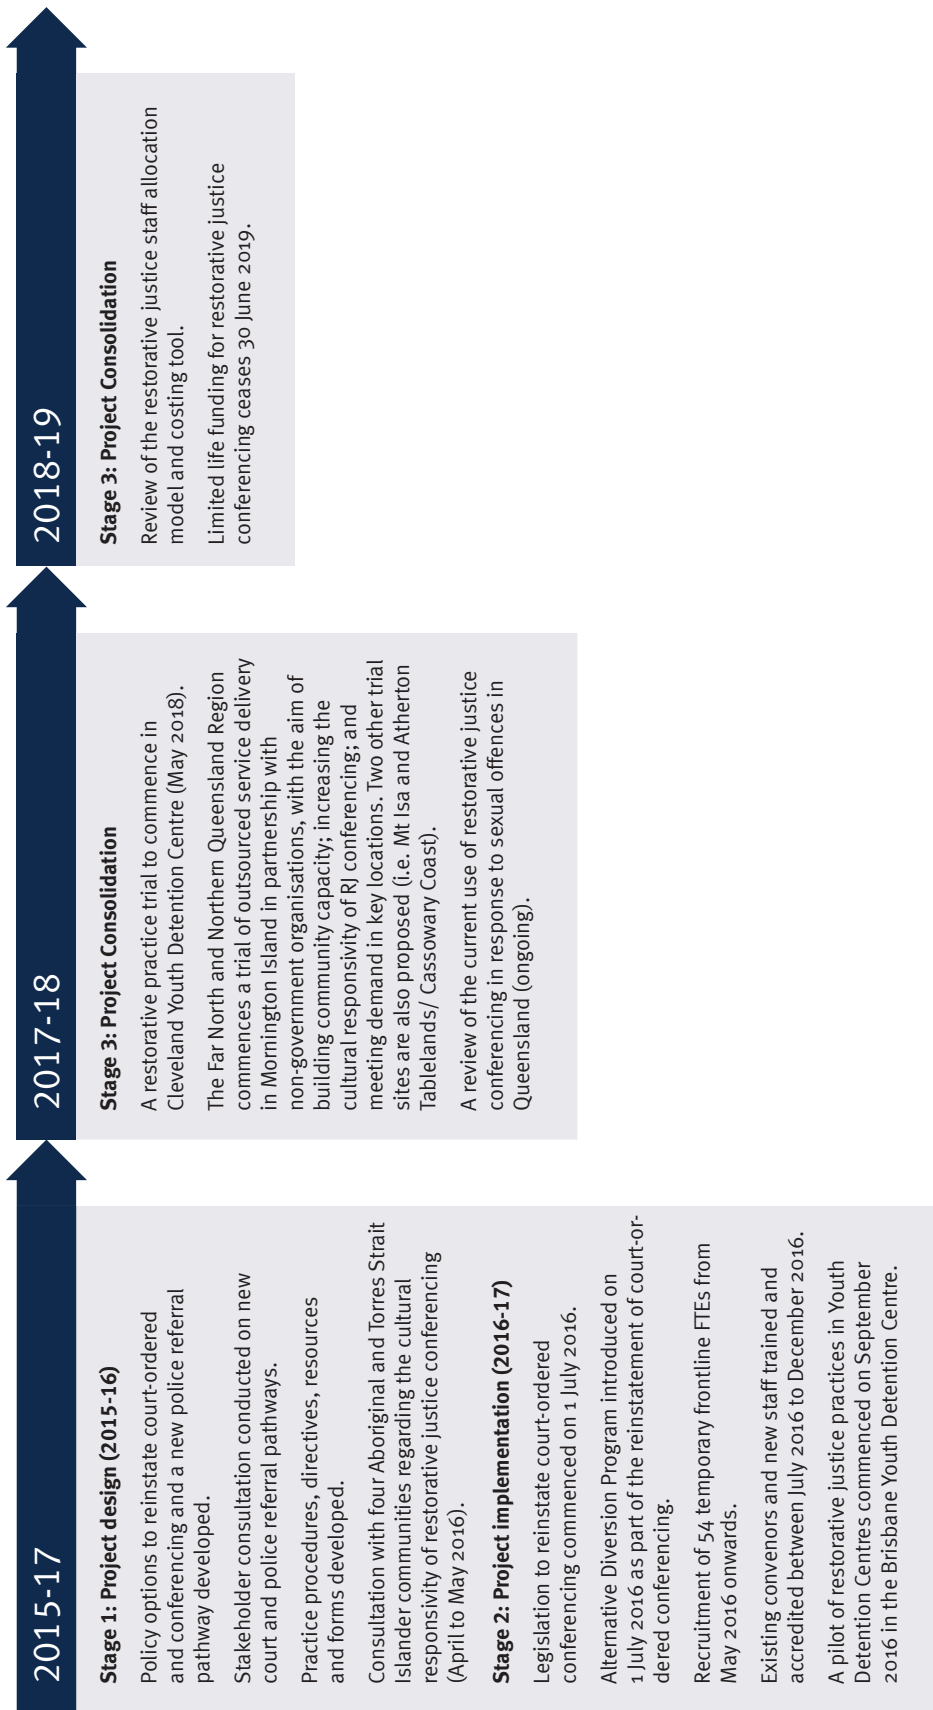 2015-17
Stage 1: Project design (2015-16)
Policy options to reinstate court-ordered
and conferencing and a new police referral
pathway developed.
Stakeholder consultation conducted on new
court and police referral pathways.
Practice procedures, directives, resources
and forms developed.
Consultation with four Aboriginal and Torres Strait
Islander communities regarding the cultural
responsivity of restorative justice conferencing
(April to May 2016).
Stage 2: Project implementation (2016-17)
Legislation to reinstate court-ordered
conferencing commenced on 1 July 2016.
Alternative Diversion Program introduced on
1 July 2016 as part of the reinstatement of court-or-
dered conferencing.
Recruitment of 54 temporary frontline FTEs from
May 2016 onwards.
Existing convenors and new staff trained and
accredited between July 2016 to December 2016.
A pilot of restorative justice practices in Youth
Detention Centres commenced on September
2016 in the Brisbane Youth Detention Centre.
2017-18
Stage 3: Project Consolidation
A restorative practice trial to commence in
Cleveland Youth Detention Centre (May 2018).
The Far North and Northern Queensland Region
commences a trial of outsourced service delivery
in Mornington Island in partnership with
non-government organisations, with the aim of
building community capacity; increasing the
cultural responsivity of RJ conferencing; and
meeting demand in key locations. Two other trial
sites are also proposed (i.e. Mt Isa and Atherton
Tablelands/ Cassowary Coast).
A review of the current use of restorative justice
conferencing in response to sexual offences in
Queensland (ongoing).
2018-19
Stage 3: Project Consolidation
Review of the restorative justice staff allocation
model and costing tool.
Limited life funding for restorative justice
conferencing ceases 30 June 2019.